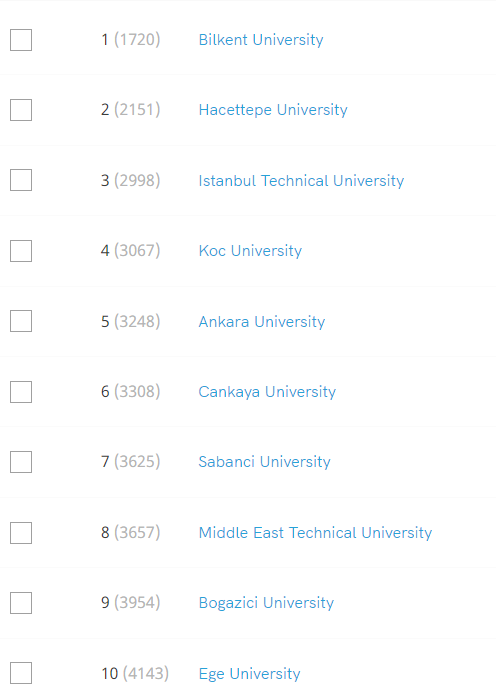 1 (1720) Bilkent University
2 (2151) Hacettepe University
3 (2998) Istanbul Technical University
4 (3067) Koc University
5 (3248) Ankara University
6 (3308) Cankaya University
7 (3625) Sabanci University
8 (3657) Middle East Technical University
9 (3954) Bogazici University
10 (4143) Ege University